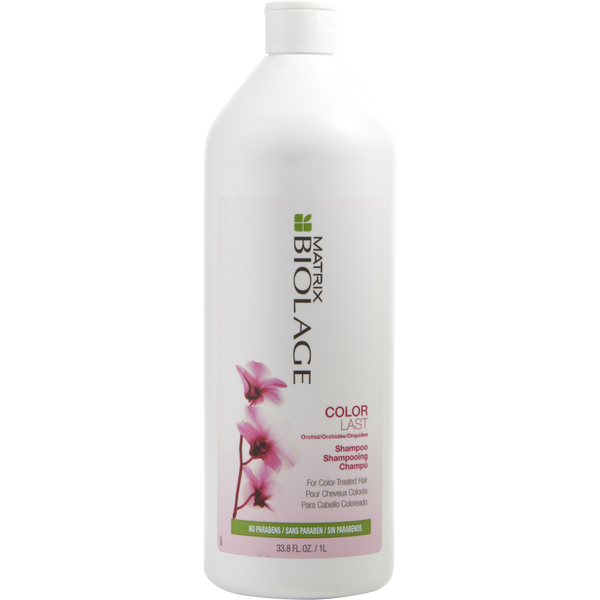 MATRIX
BIOLAGE
COLOR
LAST
Orchid/Orchidée/Orquídea
Shampoo
Shampooing
Champú
For Color-Treated Hair
Pour Cheveux Colorés
Para Cabello Coloreado
NO PARABENS / SANS PARABEN / SIN PARABENOS
33.8 FL. OZ. / 1L